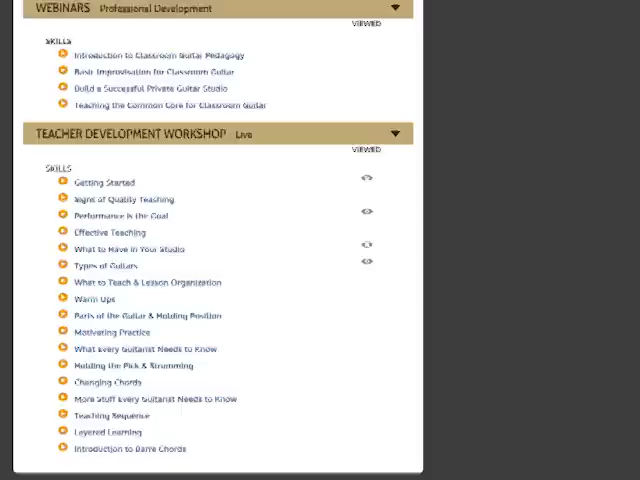 WEBINARS Professional Development
VIEWED
SKILLS
Introduction to Classroom Guitar Pedagogy
Basic Improvisation for Classroom Guitar
Build a Successful Private Guitar Studio
Teaching the Common Core for Classroom Guitar
TEACHER DEVELOPMENT WORKSHOP Live
VIEWED
SKILLS
Getting Started
Signs of Quality Teaching
Performance is the Goal
Effective Teaching
What to Have in Your Studio
Types of Guitars
What to Teach & Lesson Organization
Warm Ups
Parts of the Guitar & Holding Position
Motivating Practice
What Every Guitarist Needs to Know
Holding the Pick & Strumming
Changing Chords
More Stuff Every Guitarist Needs to Know
Teaching Sequence
Layered Learning
Introduction to Barre Chords